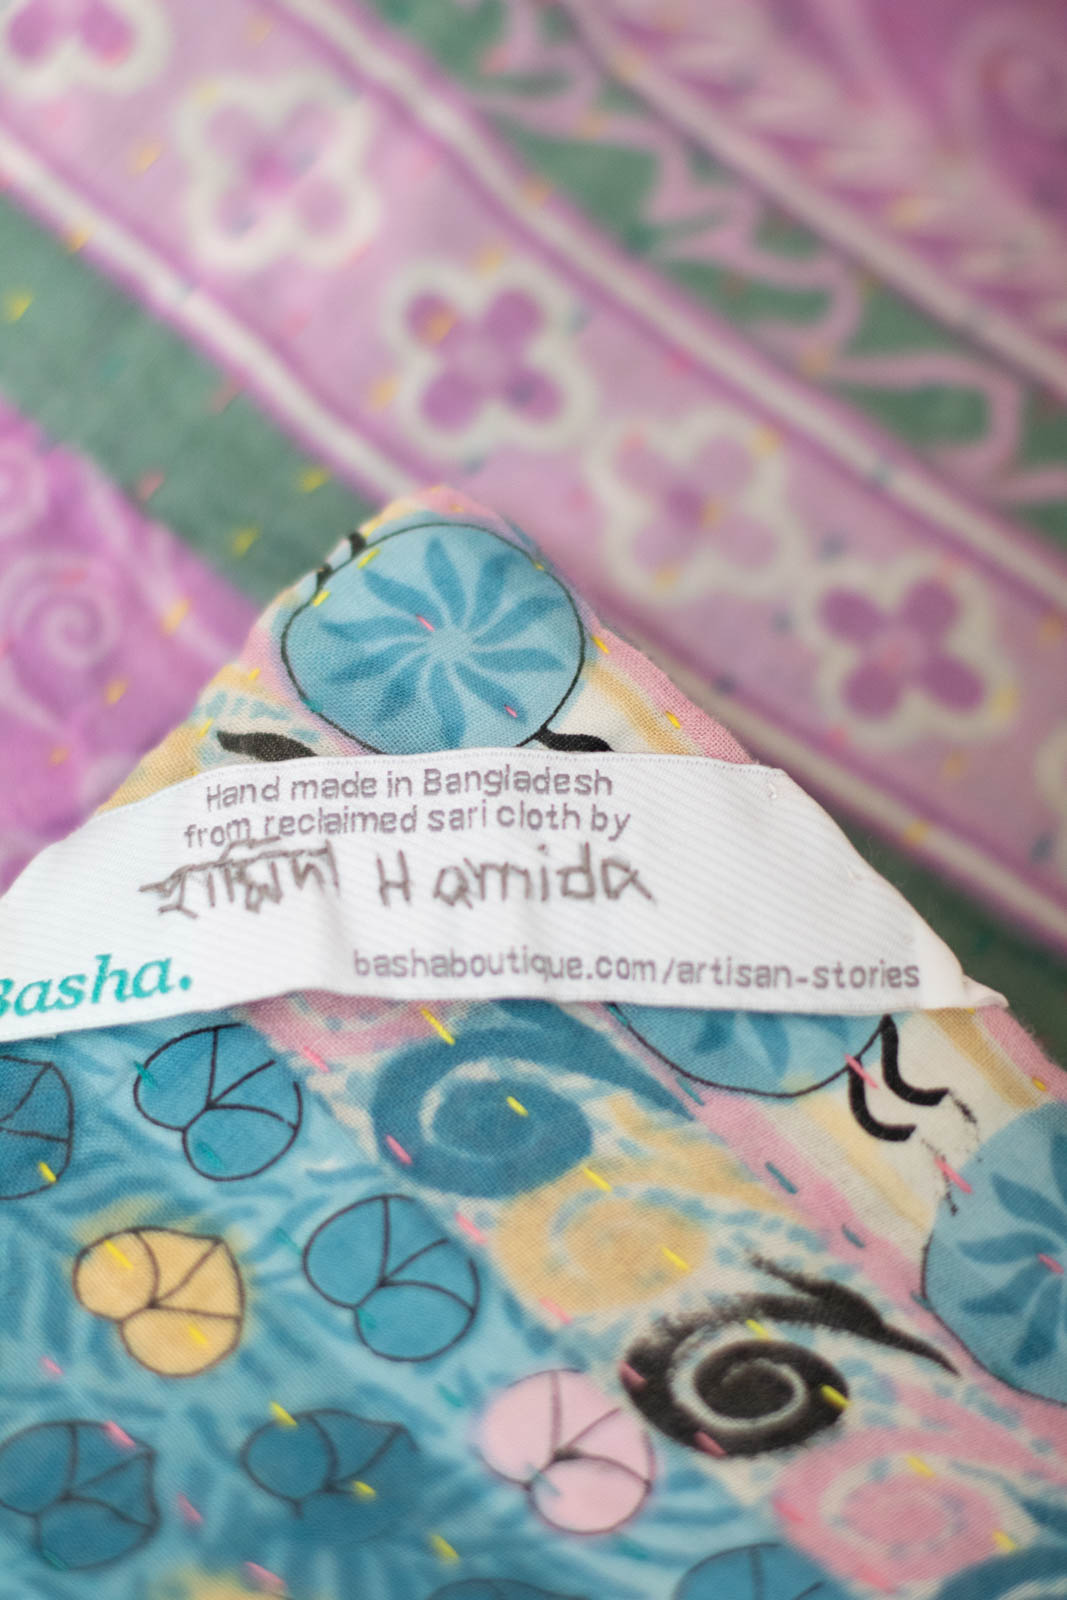 Hand made in Bangladesh
from reclaimed sari cloth by
হামিদা Hamida
Basha.
bashaboutique.com/artisan-stories